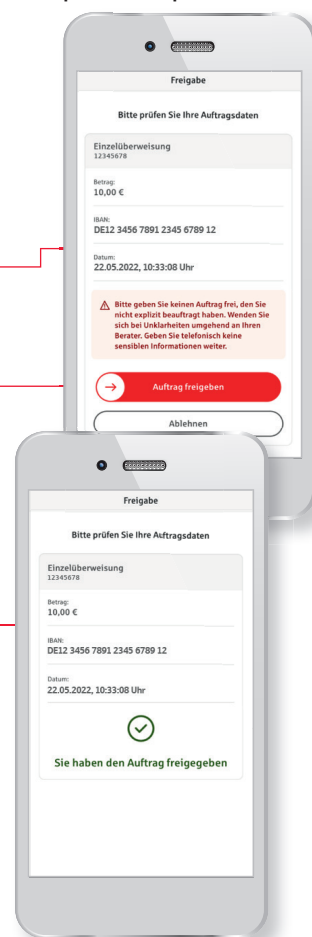 Freigabe
Bitte prüfen Sie Ihre Auftragsdaten
Einzelüberweisung
12345678
Betrag:
10,00 €
IBAN:
DE12 3456 7891 2345 6789 12
Datum:
22.05.2022, 10:33:08 Uhr
Bitte geben Sie keinen Auftrag frei, den Sie
nicht explizit beauftragt haben. Wenden Sie
sich bei Unklarheiten umgehend an Ihren
Berater. Geben Sie telefonisch keine
sensiblen Informationen weiter.
Auftrag freigeben
Ablehnen
Freigabe
Bitte prüfen Sie Ihre Auftragsdaten
Einzelüberweisung
12345678
Betrag:
10,00 €
IBAN:
DE12 3456 7891 2345 6789 12
Datum:
22.05.2022, 10:33:08 Uhr
Sie haben den Auftrag freigegeben